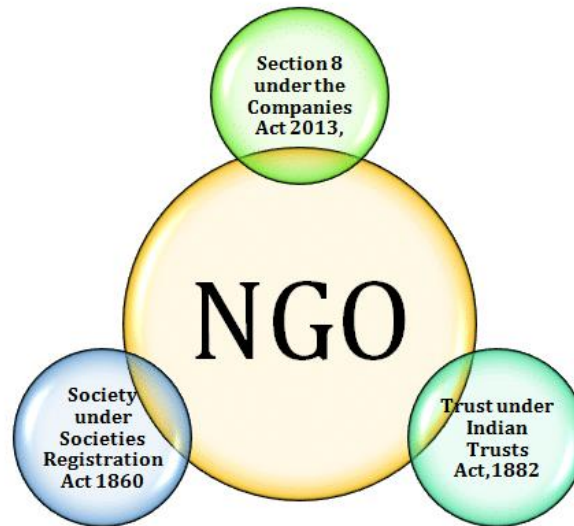 Section 8
under the
Companies
Act 2013,
NGO
Society
under
Societies
Registration
Act 1860
Trust under
Indian
Trusts
Act,1882